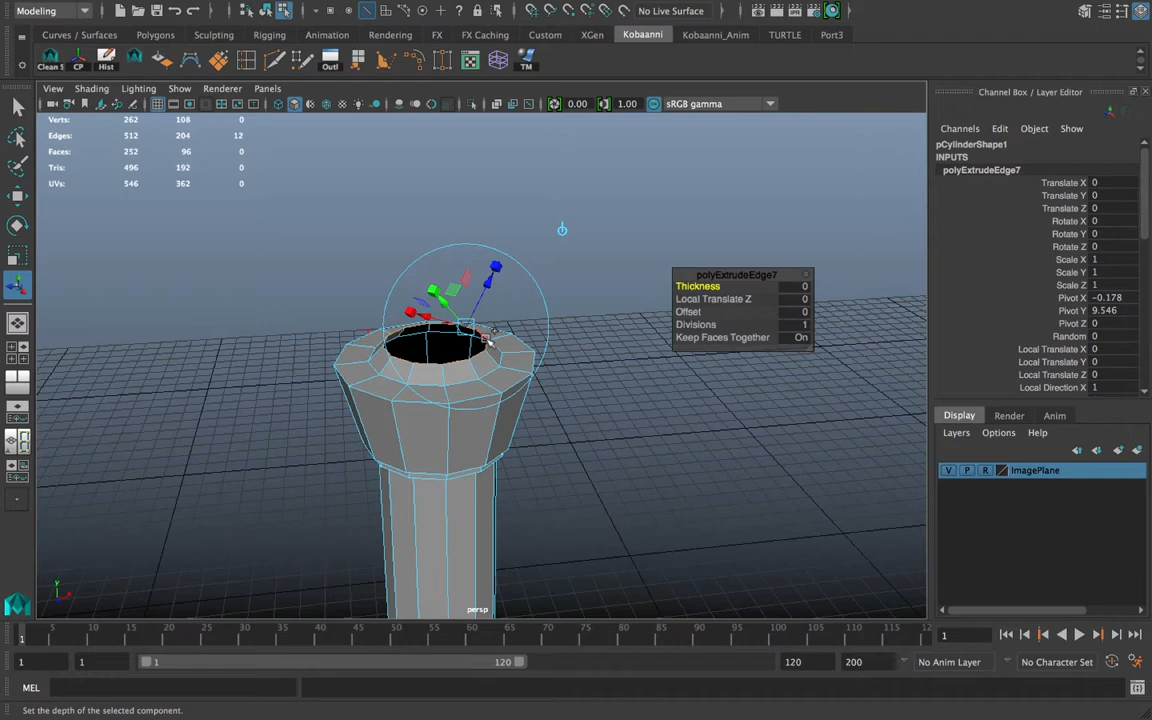 Modeling
No Live Surface
Curves / Surfaces Polygons Sculpting Rigging Animation Rendering FX FX Caching Custom XGen Kobaanni Kobaanni_Anim TURTLE Port3
Clean S CP Hist Outl TM
View Shading Lighting Show Renderer Panels
0.00 1.00 sRGB gamma
Verts: 262 108 0
Edges: 512 204 12
Faces: 252 96 0
Tris: 496 192 0
UVs: 546 362 0
polyExtrudeEdge7
Thickness 0
Local Translate Z 0
Offset 0
Divisions 1
Keep Faces Together On
y
x
persp
Channel Box / Layer Editor
Channels Edit Object Show
pCylinderShape1
INPUTS
polyExtrudeEdge7
Translate X 0
Translate Y 0
Translate Z 0
Rotate X 0
Rotate Y 0
Rotate Z 0
Scale X 1
Scale Y 1
Scale Z 1
Pivot X -0.178
Pivot Y 9.546
Pivot Z 0
Random 0
Local Translate X 0
Local Translate Y 0
Local Translate Z 0
Local Direction X 1
Display Render Anim
Layers Options Help
V P R ImagePlane
1 5 10 15 20 25 30 35 40 45 50 55 60 65 70 75 80 85 90 95 100 105 110 115 12
1
1 1 1 120 120 200 No Anim Layer No Character Set
MEL
Set the depth of the selected component.